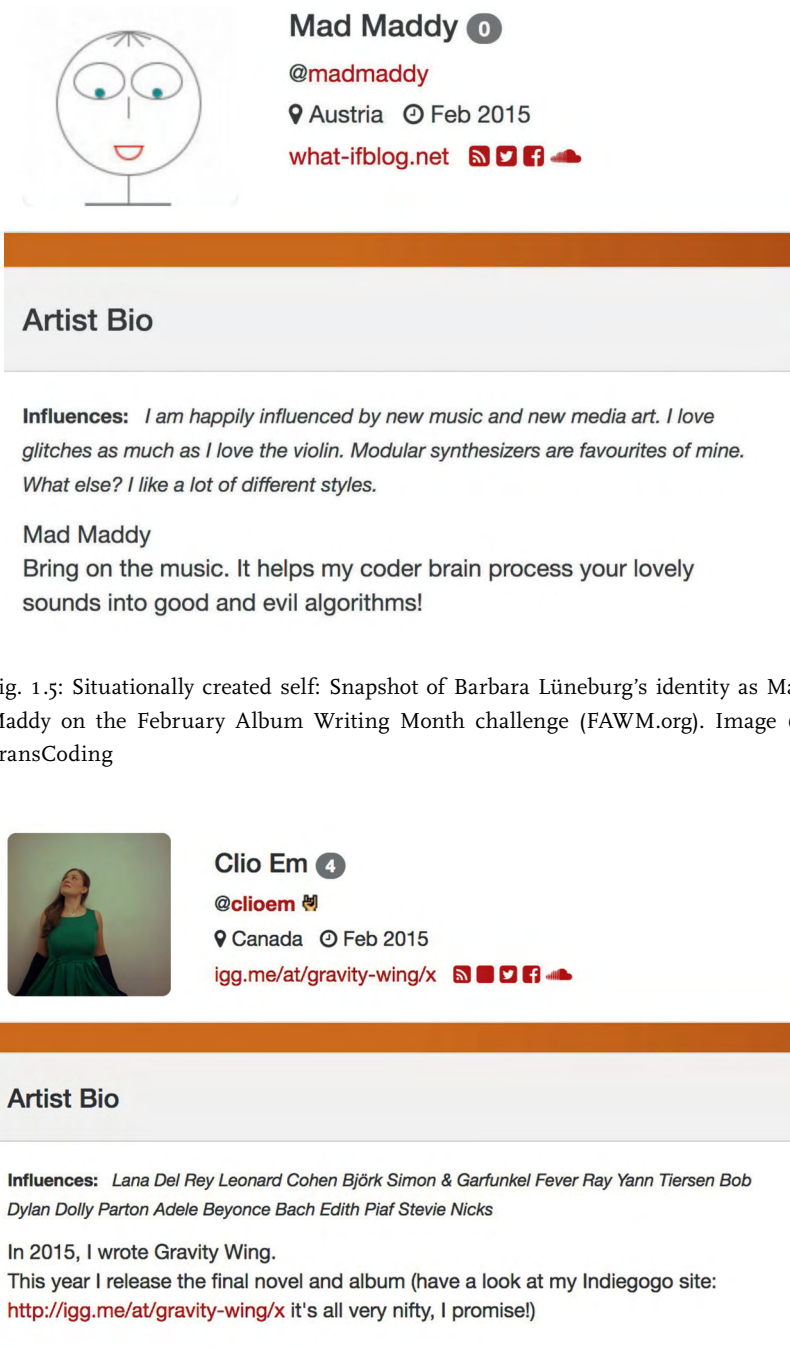 Mad Maddy 0
@madmaddy
Austria Feb 2015
what-ifblog.net
Artist Bio
Influences: I am happily influenced by new music and new media art. I love
glitches as much as I love the violin. Modular synthesizers are favourites of mine.
What else? I like a lot of different styles.
Mad Maddy
Bring on the music. It helps my coder brain process your lovely
sounds into good and evil algorithms!
ig. 1.5: Situationally created self: Snapshot of Barbara Lüneburg’s identity as Ma
Maddy on the February Album Writing Month challenge (FAWM.org). Image
ransCoding
Clio Em 4
@clioem
Canada Feb 2015
igg.me/at/gravity-wing/x
Artist Bio
Influences: Lana Del Rey Leonard Cohen Björk Simon & Garfunkel Fever Ray Yann Tiersen Bob
Dylan Dolly Parton Adele Beyonce Bach Edith Piaf Stevie Nicks
In 2015, I wrote Gravity Wing.
This year I release the final novel and album (have a look at my Indiegogo site:
http://igg.me/at/gravity-wing/x it's all very nifty, I promise!)